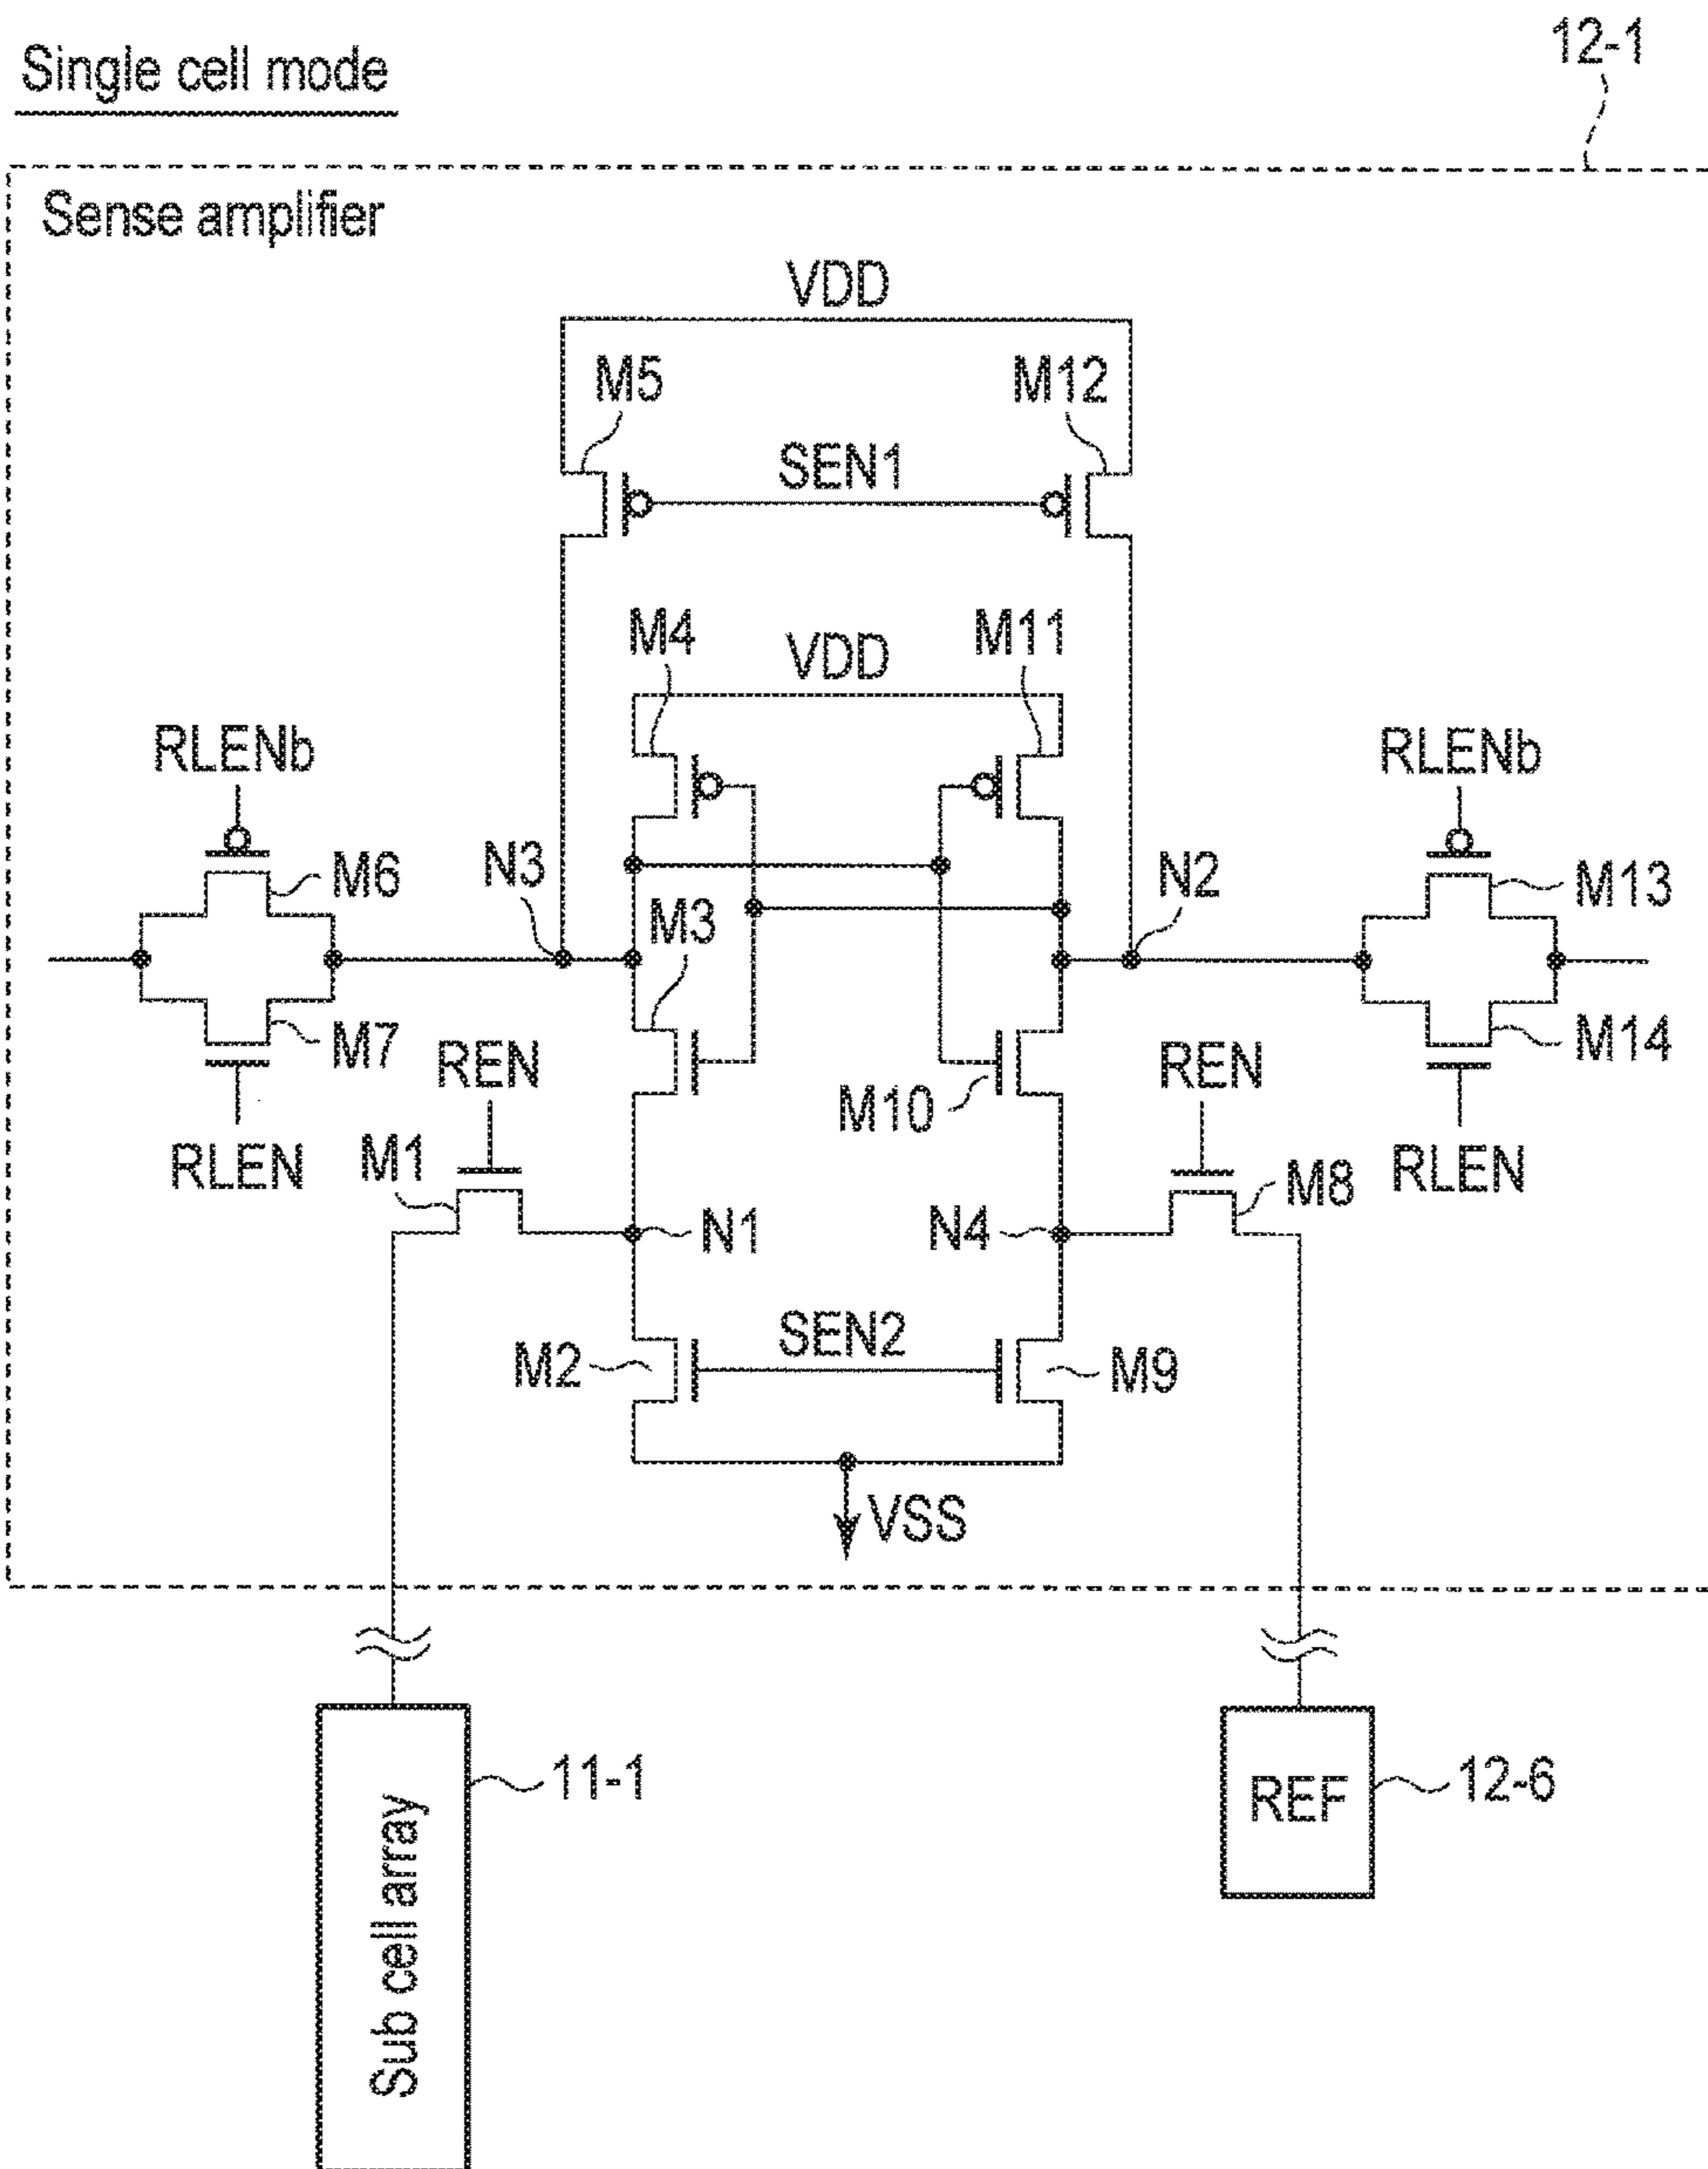 12-1
Single cell mode
Sense amplifier
VDD
M5
M12
SEN1
M4
VDD
M11
RLENb
RLENb
N3
M6
M3
N2
M13
M7
REN
REN
M14
M10
RLEN
M1
M8
RLEN
N1
N4
SEN2
M2
M9
VSS
11-1
REF
12-6
Sub cell array